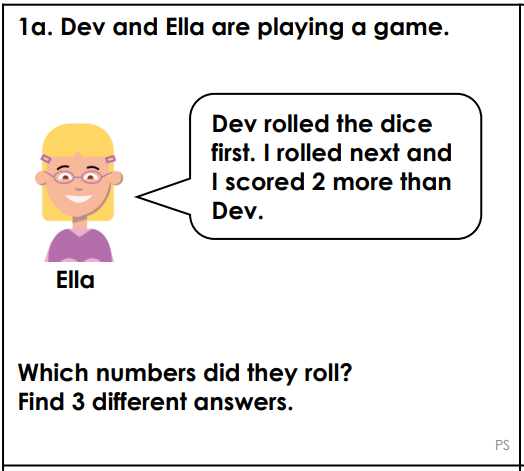 1a. Dev and Ella are playing a game.
Dev rolled the dice
first. I rolled next and
I scored 2 more than
Dev.
Ella
Which numbers did they roll?
Find 3 different answers.
PS